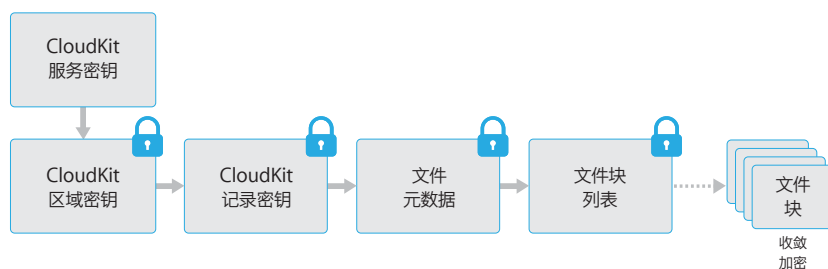 CloudKit
服务密钥
CloudKit
区域密钥
CloudKit
记录密钥
文件
元数据
文件块
列表
文件
块
收敛
加密